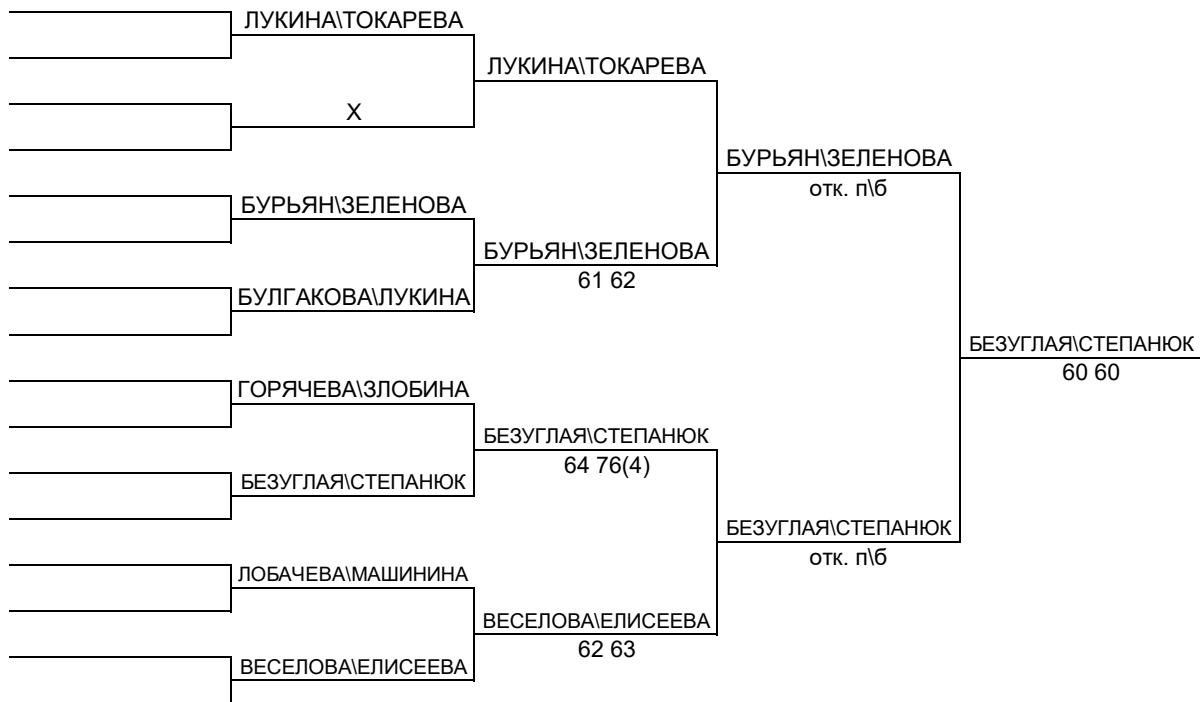 ЛУКИНА\ТОКАРЕВА
ЛУКИНА\ТОКАРЕВА
Х
БУРЬЯН\ЗЕЛЕНОВА
отк. п\б
БУРЬЯН\ЗЕЛЕНОВА
БУРЬЯН\ЗЕЛЕНОВА
61 62
БУЛГАКОВА\ЛУКИНА
БЕЗУГЛАЯ\СТЕПАНЮК
60 60
ГОРЯЧЕВА\ЗЛОБИНА
БЕЗУГЛАЯ\СТЕПАНЮК
64 76(4)
БЕЗУГЛАЯ\СТЕПАНЮК
БЕЗУГЛАЯ\СТЕПАНЮК
отк. п\б
ЛОБАЧЕВА\МАШИНИНА
ВЕСЕЛОВА\ЕЛИСЕЕВА
62 63
ВЕСЕЛОВА\ЕЛИСЕЕВА